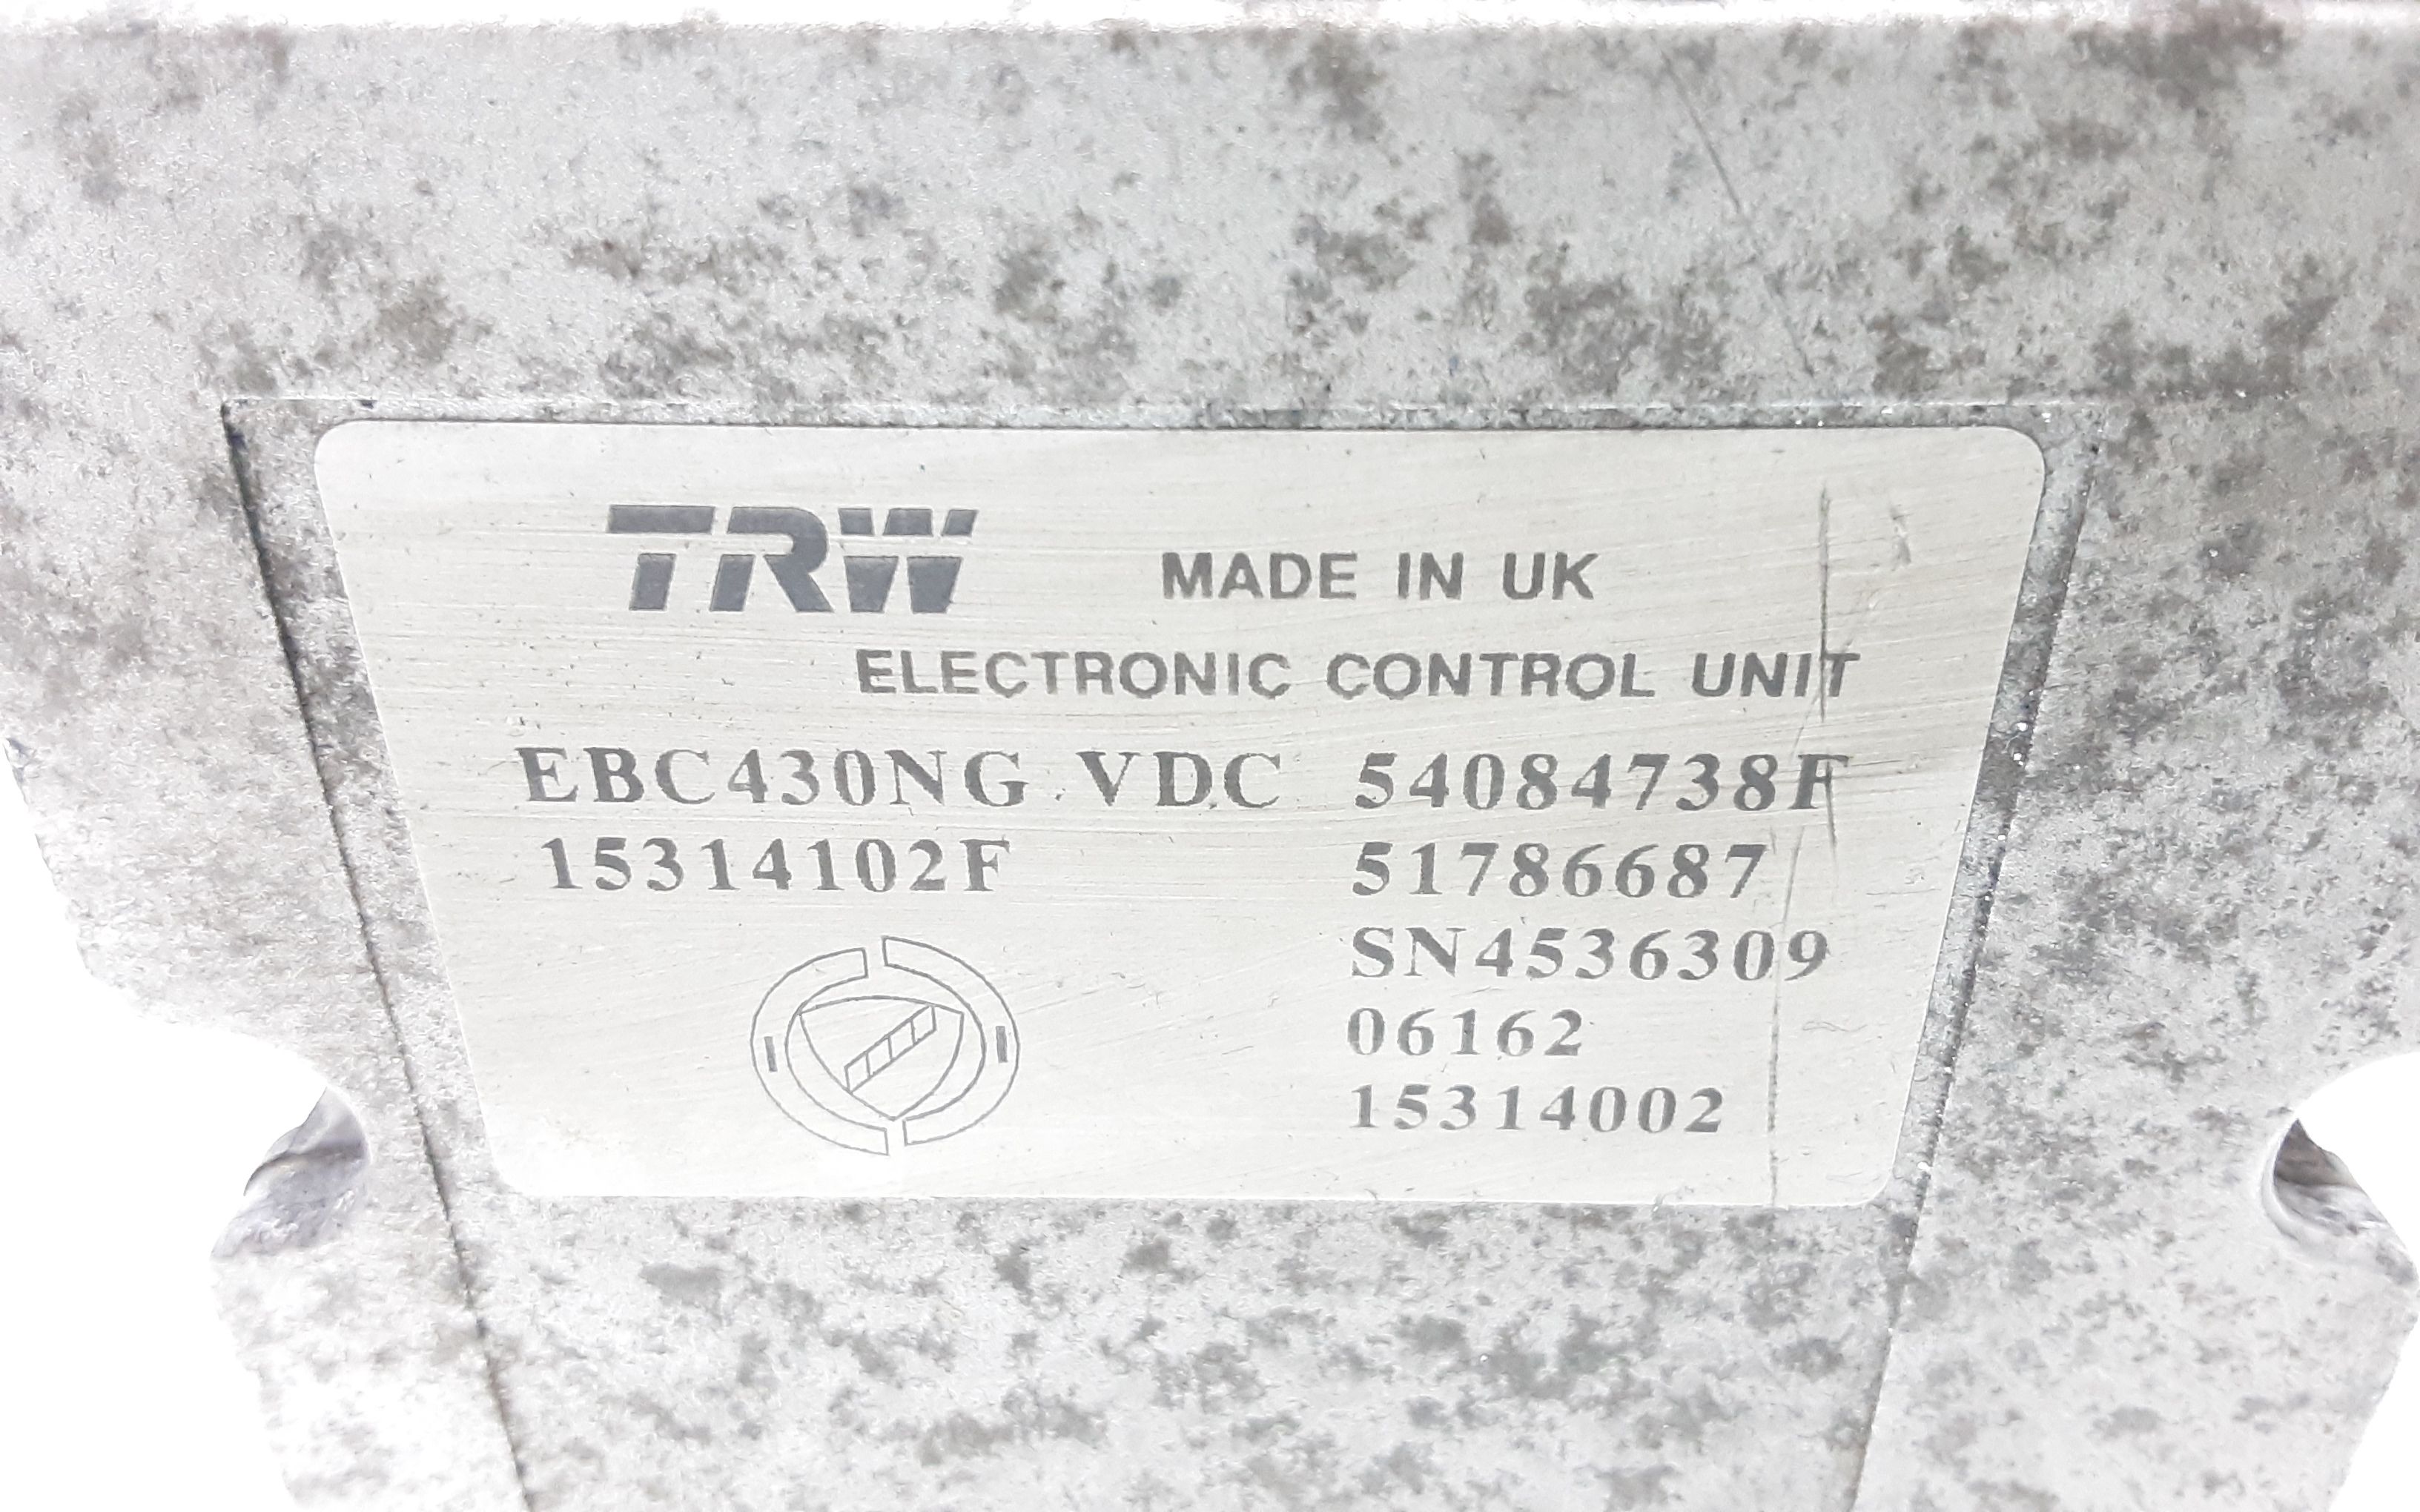 TRW MADE IN UK
ELECTRONIC CONTROL UNIT
EBC430NG VDC 54084738F
15314102F 51786687
SN4536309
06162
15314002